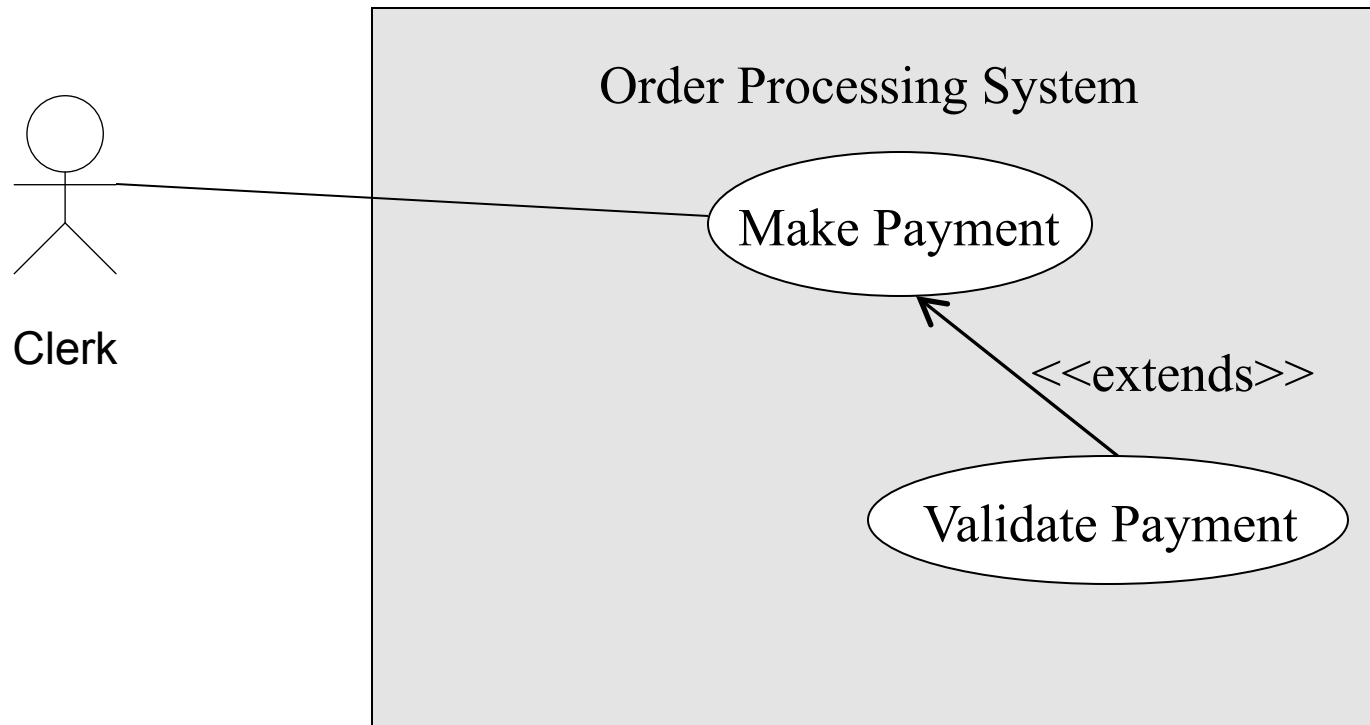 Order Processing System
Make Payment
Clerk
<<extends>>
Validate Payment